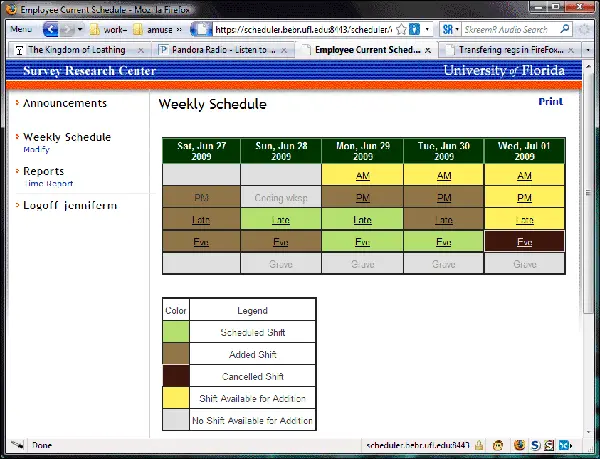 Employee Current Schedule - Mozilla Firefox
Menu work- amuse » https://scheduler.bebr.ufl.edu:8443/scheduler/ SR SkreemR Audio Search
The Kingdom of Loathing Pandora Radio - Listen to ... Employee Current Sched... Transfering regs in FireFox...
Survey Research Center University of Florida
Announcements
Weekly Schedule Print
Weekly Schedule
Modify
Reports
Time Report
Logoff jenniferm
Sat, Jun 27 2009 Sun, Jun 28 2009 Mon, Jun 29 2009 Tue, Jun 30 2009 Wed, Jul 01 2009
AM AM AM
PM Coding wksp PM PM PM
Late Late Late Late Late
Eve Eve Eve Eve Eve
Grave Grave Grave Grave
Color Legend
Scheduled Shift
Added Shift
Cancelled Shift
Shift Available for Addition
No Shift Available for Addition
Done scheduler.bebr.ufl.edu:8443